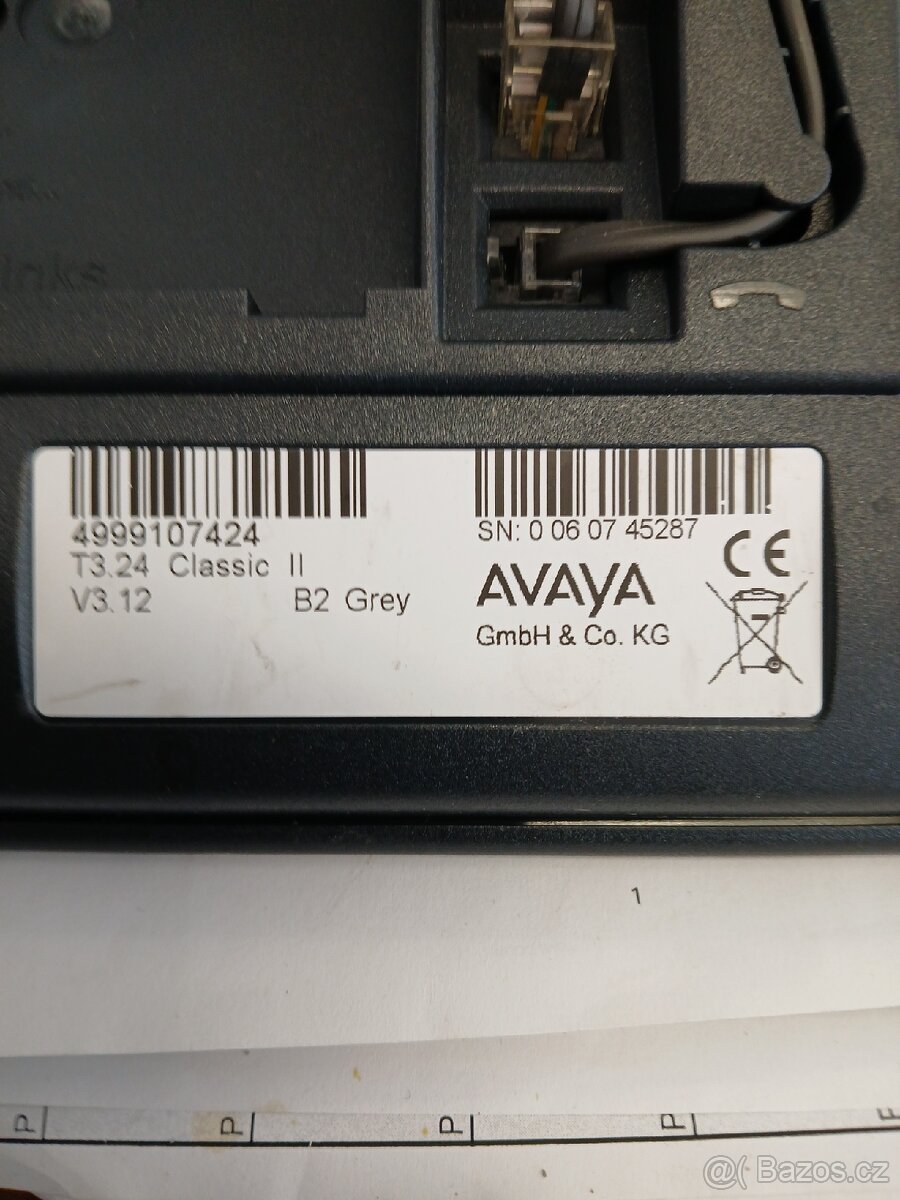 inks
4999107424
T3.24 Classic II
V3.12 B2 Grey
SN: 0 06 07 45287
CE
AVAYA
GmbH & Co. KG
1
P P P P
@( Bazos.cz